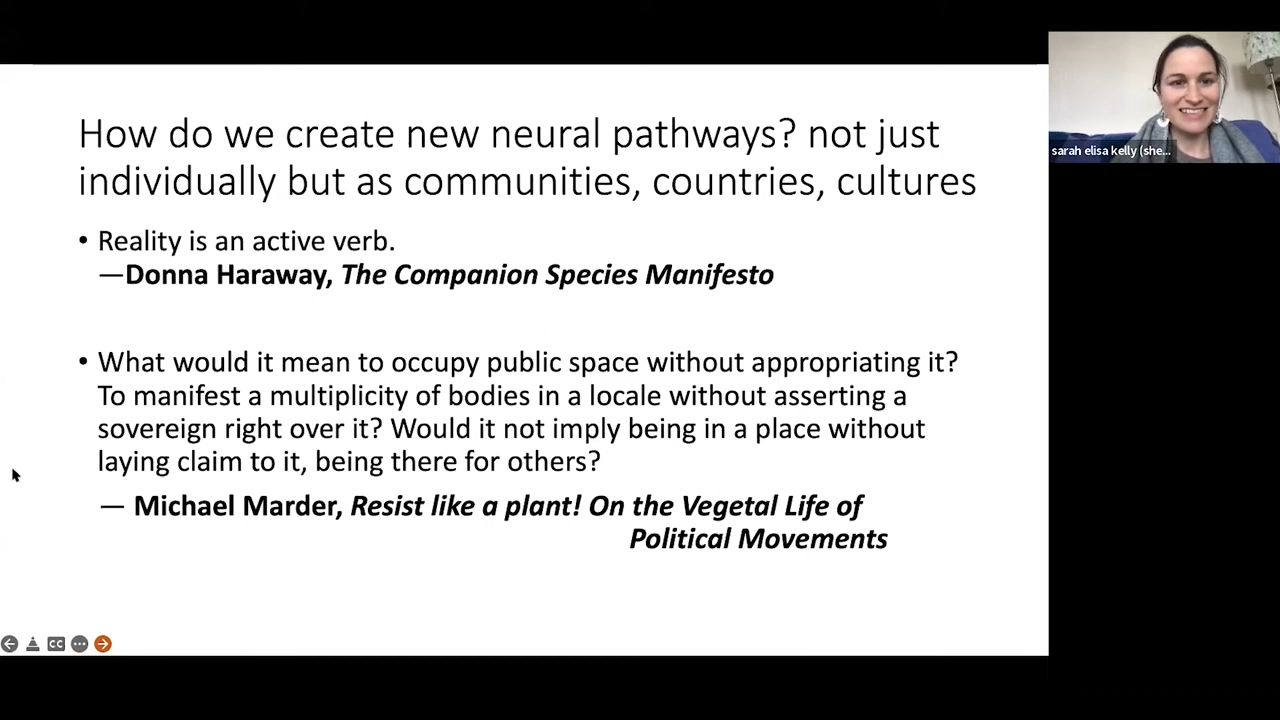 How do we create new neural pathways? not just
individually but as communities, countries, cultures
• Reality is an active verb.
—Donna Haraway, The Companion Species Manifesto
• What would it mean to occupy public space without appropriating it?
To manifest a multiplicity of bodies in a locale without asserting a
sovereign right over it? Would it not imply being in a place without
laying claim to it, being there for others?
— Michael Marder, Resist like a plant! On the Vegetal Life of
Political Movements
sarah elisa kelly (she...
CC